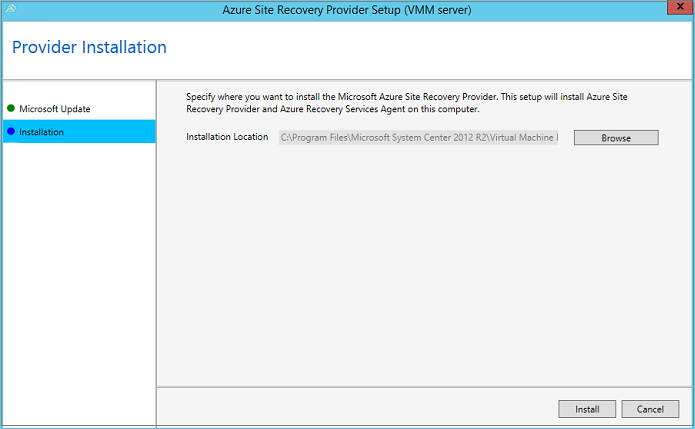 Azure Site Recovery Provider Setup (VMM server)
x
Provider Installation
Microsoft Update
Installation
Specify where you want to install the Microsoft Azure Site Recovery Provider. This setup will install Azure Site
Recovery Provider and Azure Recovery Services Agent on this computer.
Installation Location C:\Program Files\Microsoft System Center 2012 R2\Virtual Machine Browse
Install Cancel